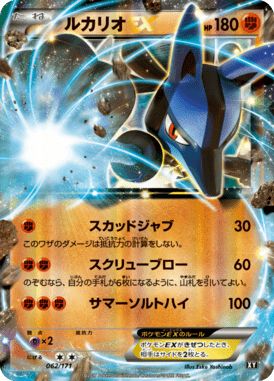 ルカリオ EX HP180
スカッドジャブ 30
このワザのダメージは抵抗力の計算をしない。
スクリューブロー 60
のぞむなら、自分の手札が6枚になるように、山札を引いてよい。
サマーソルトハイ 100
弱点
×2
抵抗力
ポケモンEXのルール
ポケモンEXがきぜつしたとき、
相手はサイドを2枚とる。
にげる
062/171
Illus. Eske Yoshinob
XY